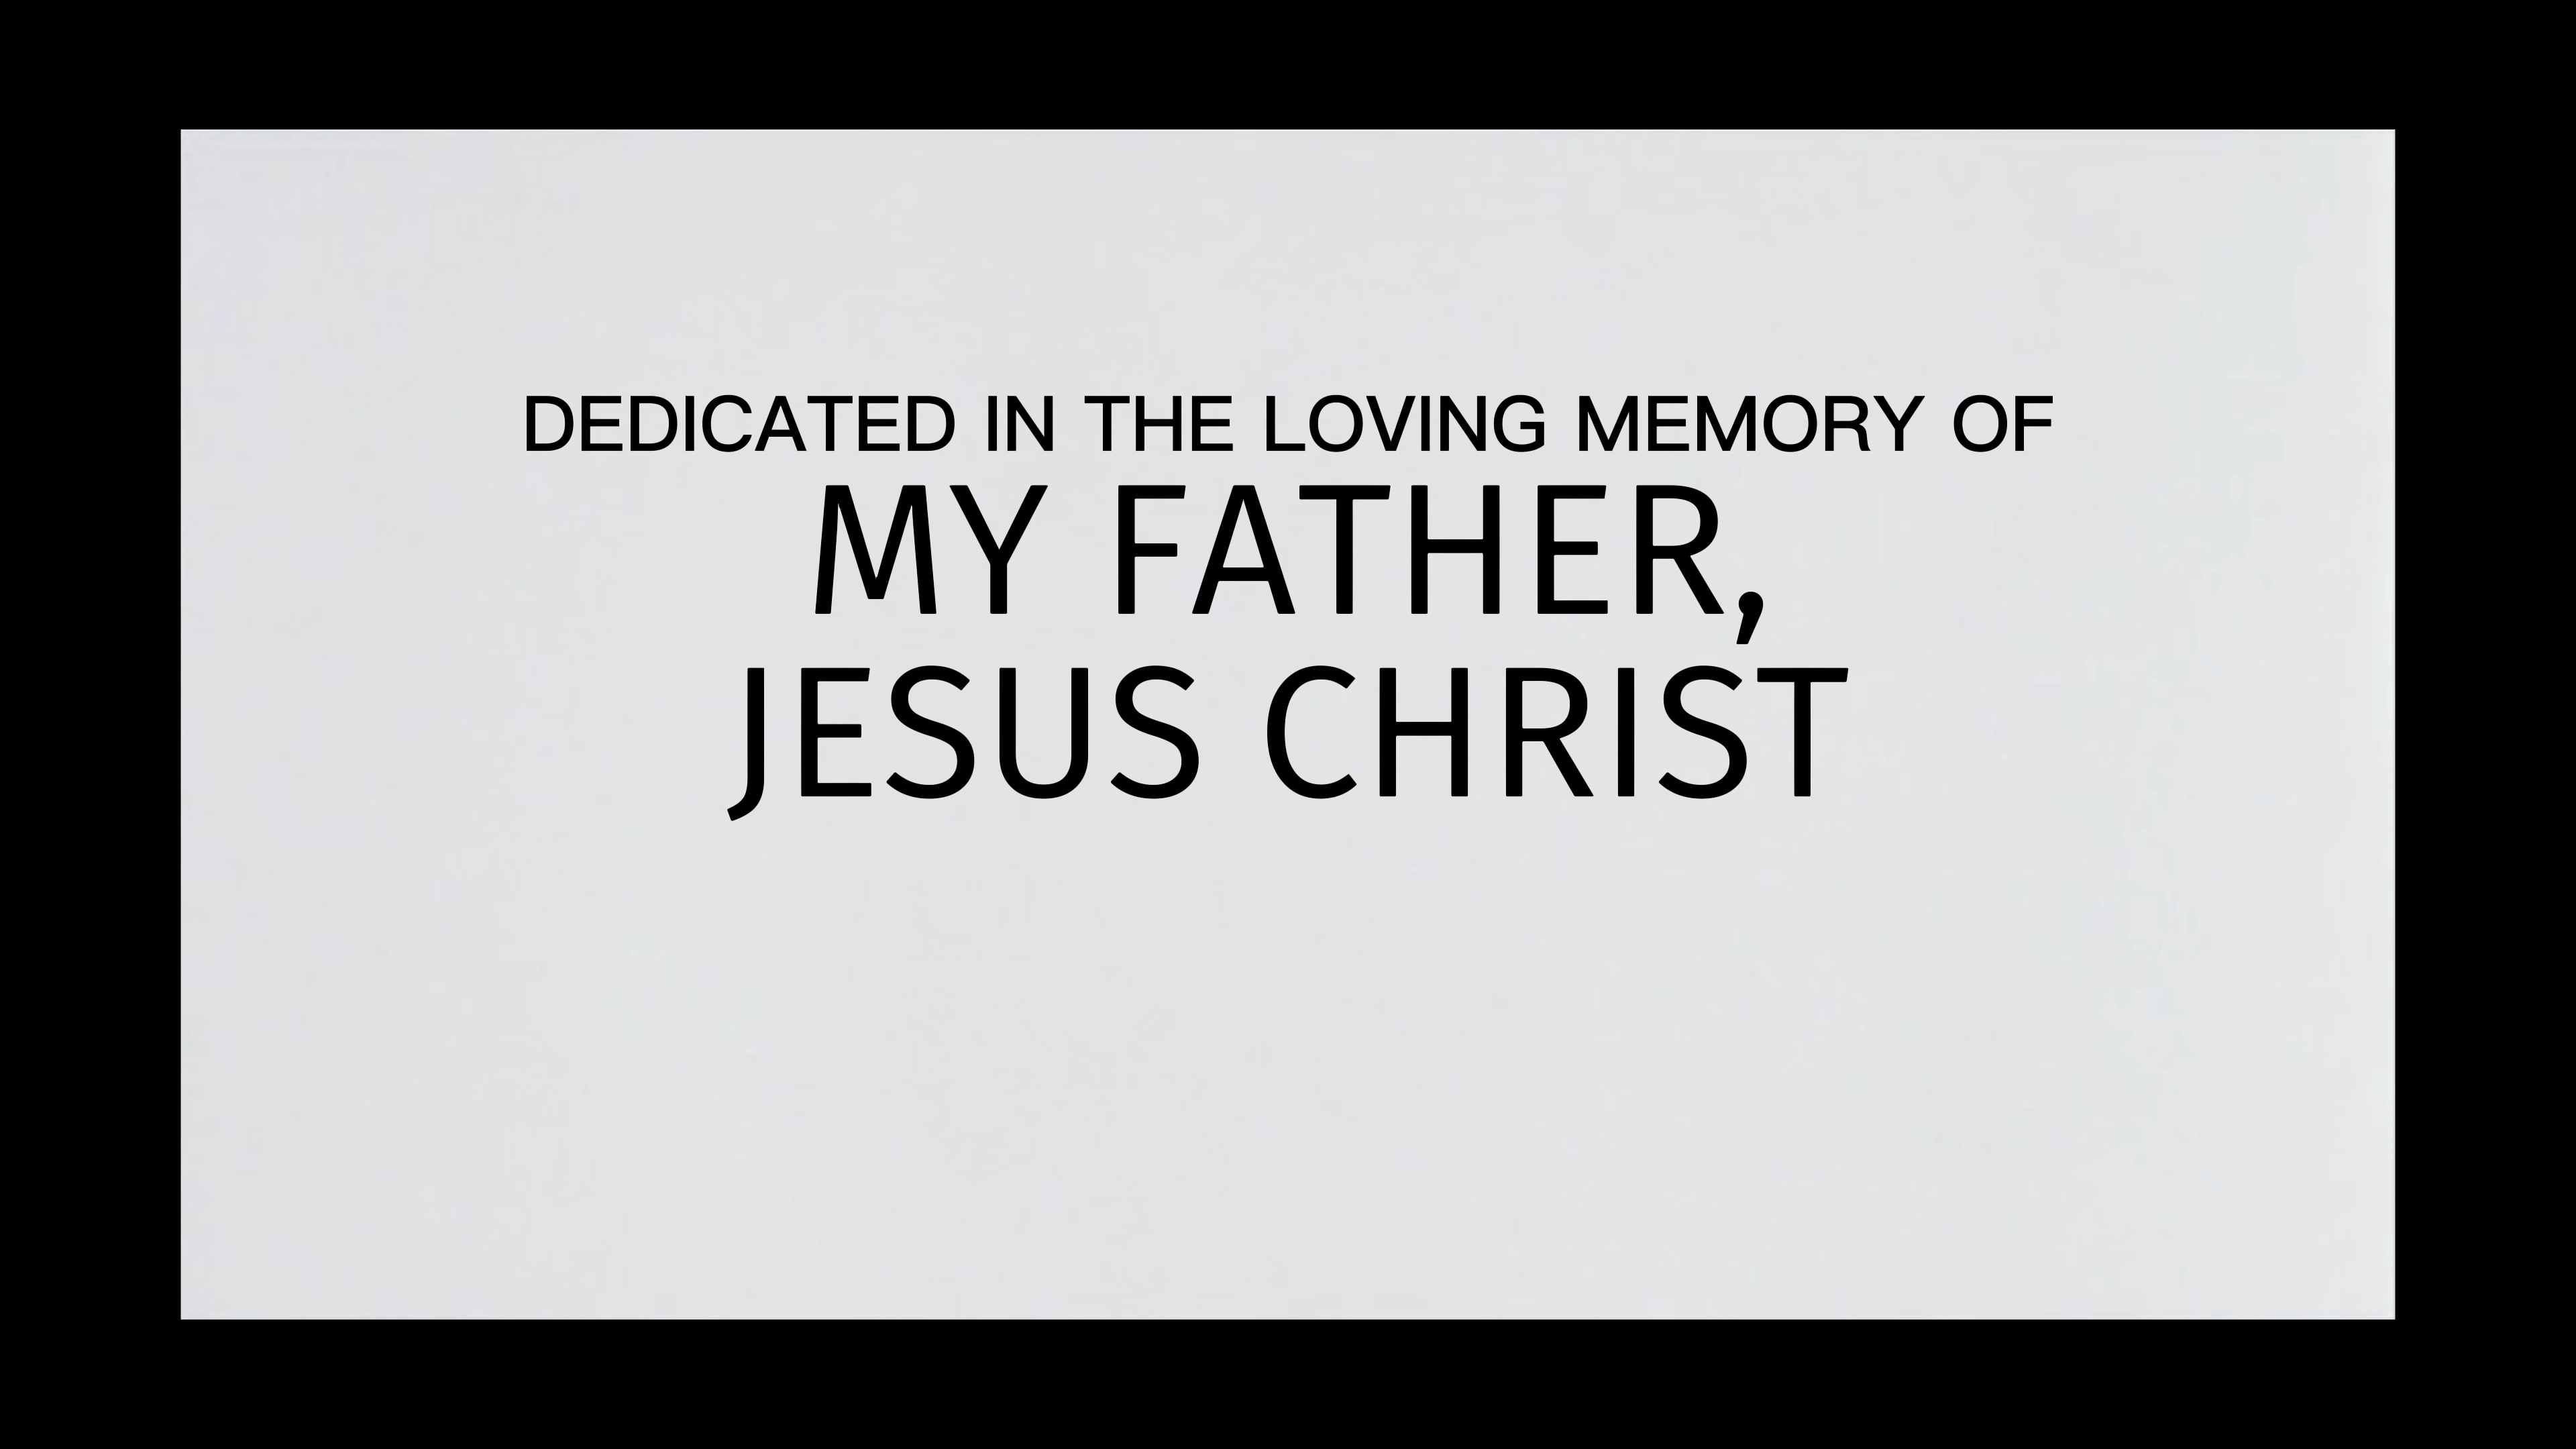 DEDICATED IN THE LOVING MEMORY OF
MY FATHER,
JESUS CHRIST